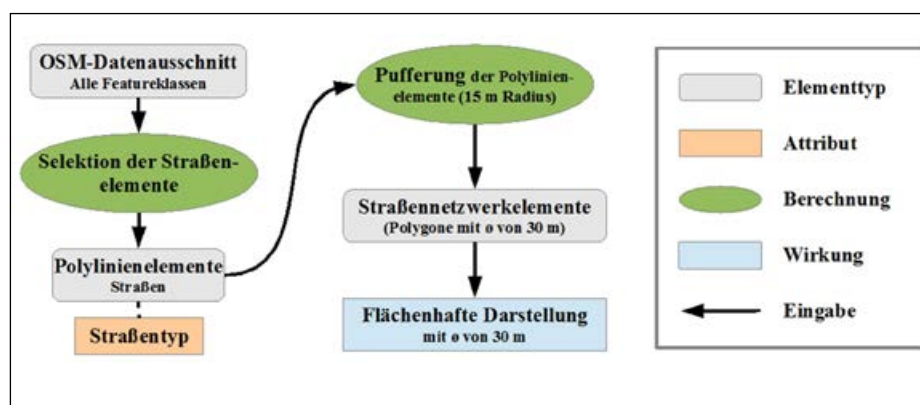 OSM-Datenausschnitt
Alle Featureklassen
Selektion der Straßen-
elemente
Polylinienelemente
Straßen
Straßentyp
Pufferung der Polylinien-
elemente (15 m Radius)
Straßennetzwerkelemente
(Polygone mit ø von 30 m)
Flächenhafte Darstellung
mit ø von 30 m
Elementtyp
Attribut
Berechnung
Wirkung
Eingabe